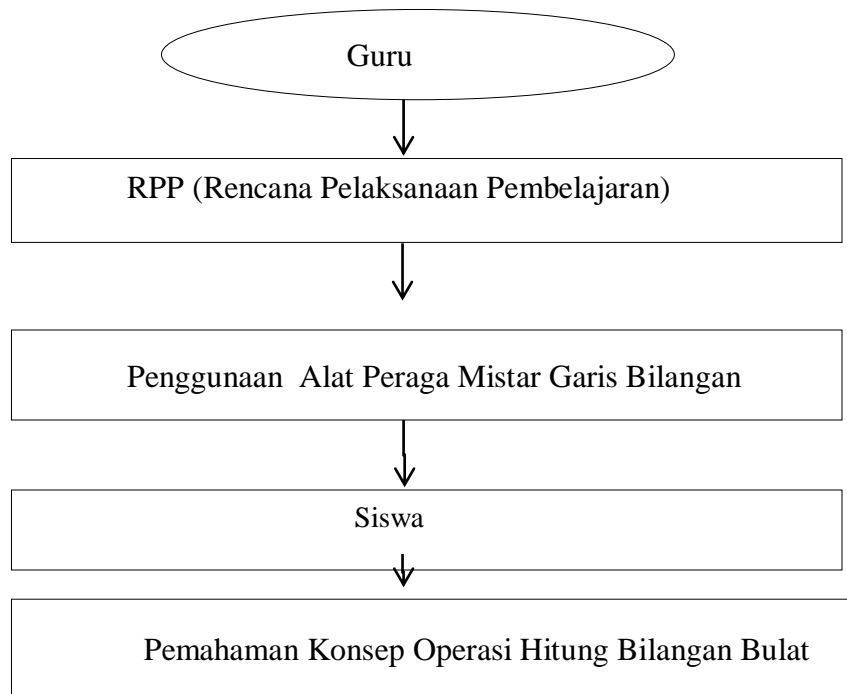 Guru
RPP (Rencana Pelaksanaan Pembelajaran)
Penggunaan Alat Peraga Mistar Garis Bilangan
Siswa
Pemahaman Konsep Operasi Hitung Bilangan Bulat